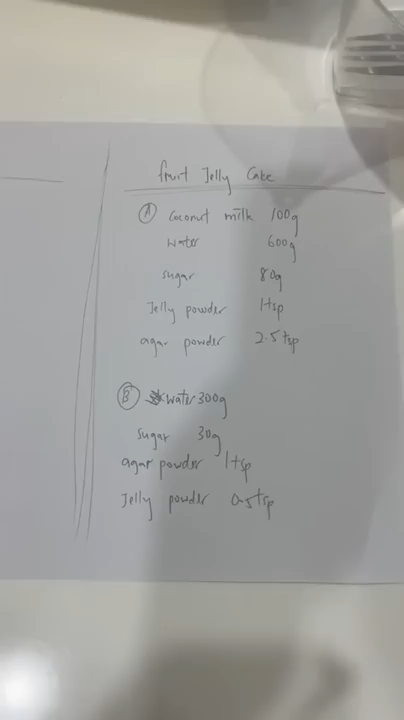 fruit Jelly Cake
A Coconut milk 100g
water 600g
sugar 80g
Jelly powder 1tsp
agar powder 2.5tsp
B water 300g
sugar 30g
agar powder 1tsp
Jelly powder 0.5tsp